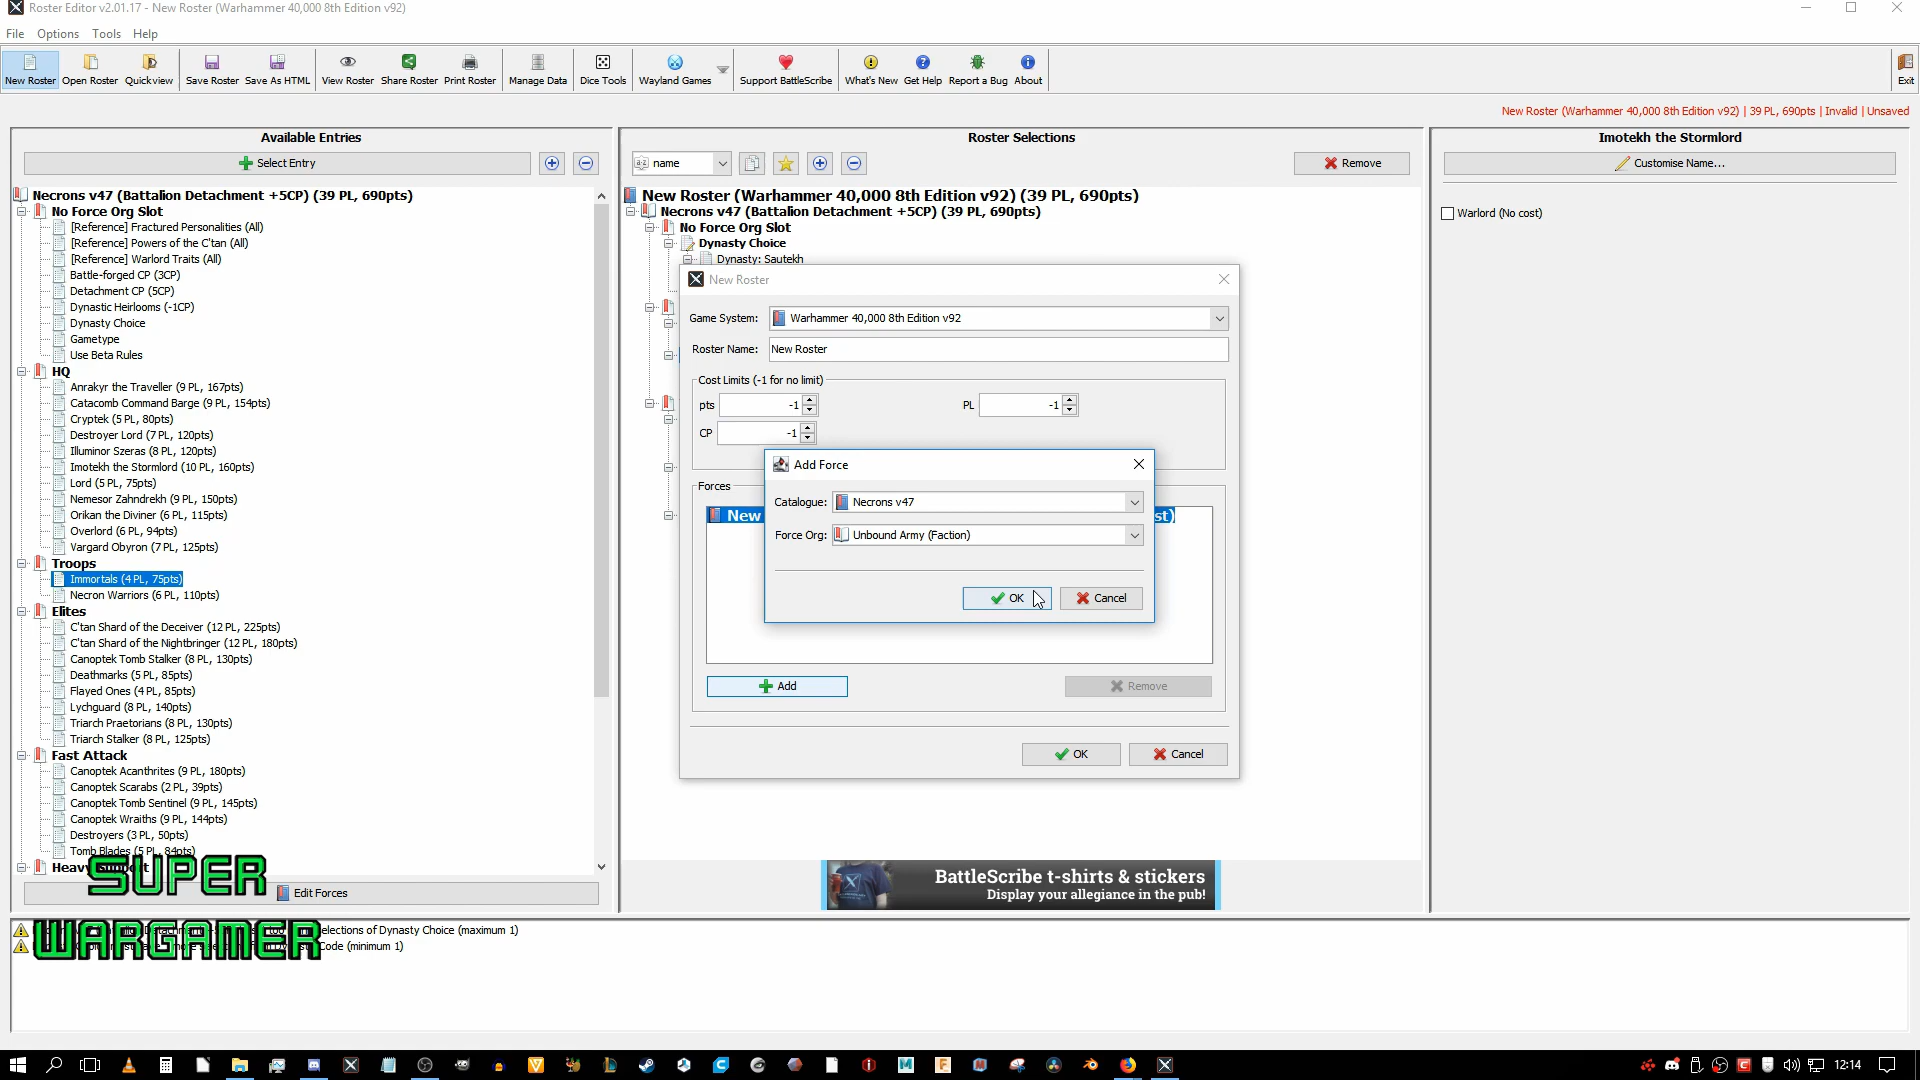 Roster Editor v2.01.17 - New Roster (Warhammer 40,000 8th Edition v92)
File Options Tools Help
New Roster Open Roster Quickview Save Roster Save As HTML View Roster Share Roster Print Roster Manage Data Dice Tools Wayland Games Support BattleScribe What's New Get Help Report a Bug About Exit
New Roster (Warhammer 40,000 8th Edition v92) | 39 PL, 690pts | Invalid | Unsaved
Available Entries
Select Entry
Necrons v47 (Battalion Detachment +5CP) (39 PL, 690pts)
No Force Org Slot
[Reference] Fractured Personalities (All)
[Reference] Powers of the C'tan (All)
[Reference] Warlord Traits (All)
Battle-forged CP (3CP)
Detachment CP (5CP)
Dynastic Heirlooms (-1CP)
Dynasty Choice
Gametype
Use Beta Rules
HQ
Anrakyr the Traveller (9 PL, 167pts)
Catacomb Command Barge (9 PL, 154pts)
Cryptek (5 PL, 80pts)
Destroyer Lord (7 PL, 120pts)
Illuminor Szeras (8 PL, 120pts)
Imotekh the Stormlord (10 PL, 160pts)
Lord (5 PL, 75pts)
Nemesor Zahndrekh (9 PL, 150pts)
Orikan the Diviner (6 PL, 115pts)
Overlord (6 PL, 94pts)
Vargard Obyron (7 PL, 125pts)
Troops
Immortals (4 PL, 75pts)
Necron Warriors (6 PL, 110pts)
Elites
C'tan Shard of the Deceiver (12 PL, 225pts)
C'tan Shard of the Nightbringer (12 PL, 180pts)
Canoptek Tomb Stalker (8 PL, 130pts)
Deathmarks (5 PL, 85pts)
Flayed Ones (4 PL, 85pts)
Lychguard (8 PL, 140pts)
Triarch Praetorians (8 PL, 130pts)
Triarch Stalker (8 PL, 125pts)
Fast Attack
Canoptek Acanthrites (9 PL, 180pts)
Canoptek Scarabs (2 PL, 39pts)
Canoptek Tomb Sentinel (9 PL, 145pts)
Canoptek Wraiths (9 PL, 144pts)
Destroyers (3 PL, 50pts)
Tomb Blades (5 PL, 84pts)
Heavy Support
Edit Forces
Roster Selections
name
Remove
New Roster (Warhammer 40,000 8th Edition v92) (39 PL, 690pts)
Necrons v47 (Battalion Detachment +5CP) (39 PL, 690pts)
No Force Org Slot
Dynasty Choice
Dynasty: Sautekh
New Roster
Game System: Warhammer 40,000 8th Edition v92
Roster Name: New Roster
Cost Limits (-1 for no limit)
pts -1 PL -1
CP -1
Forces
New st)
Add Force
Catalogue: Necrons v47
Force Org: Unbound Army (Faction)
OK Cancel
Add Remove
OK Cancel
BattleScribe t-shirts & stickers
Display your allegiance in the pub!
Imotekh the Stormlord
Customise Name...
Warlord (No cost)
elections of Dynasty Choice (maximum 1)
Code (minimum 1)
SUPER
WARGAMER
12:14